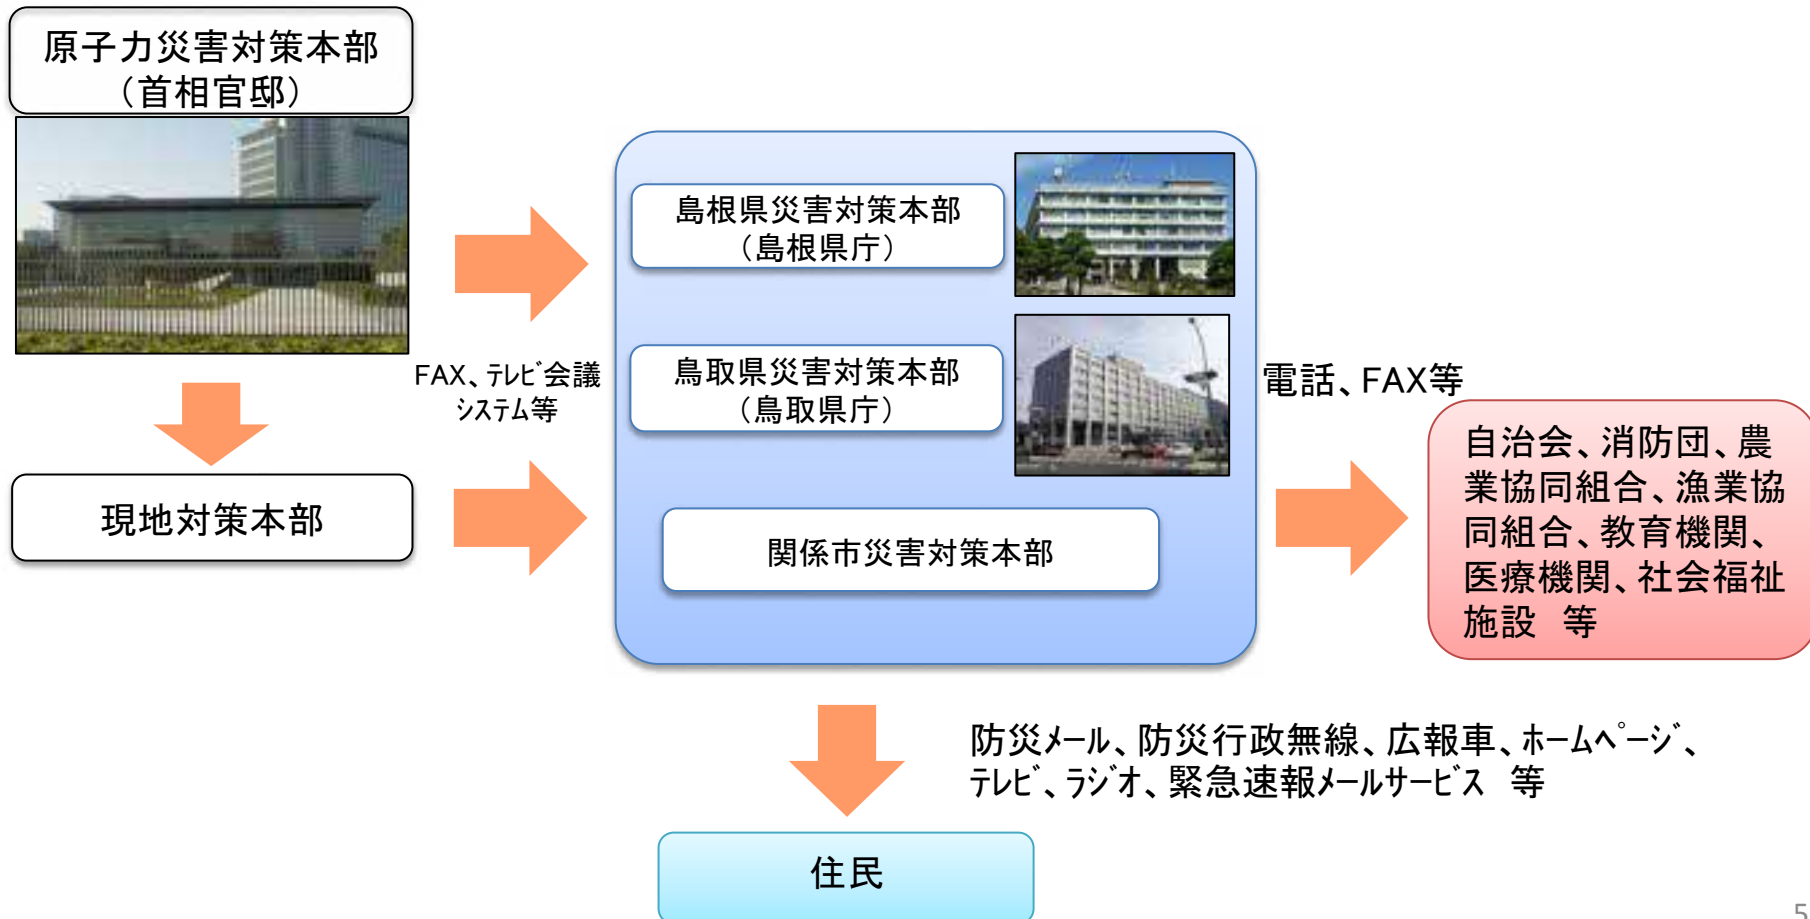 原子力災害対策本部
（首相官邸）
島根県災害対策本部
（島根県庁）
FAX、ﾃﾚﾋﾞ会議
ｼｽﾃﾑ等
鳥取県災害対策本部
（鳥取県庁）
電話、FAX等
現地対策本部
関係市災害対策本部
自治会、消防団、農
業協同組合、漁業協
同組合、教育機関、
医療機関、社会福祉
施設　等
防災ﾒｰﾙ、防災行政無線、広報車、ﾎｰﾑﾍﾟｰｼﾞ、
ﾃﾚﾋﾞ、ﾗｼﾞｵ、緊急速報ﾒｰﾙｻｰﾋﾞｽ　等
住民
5